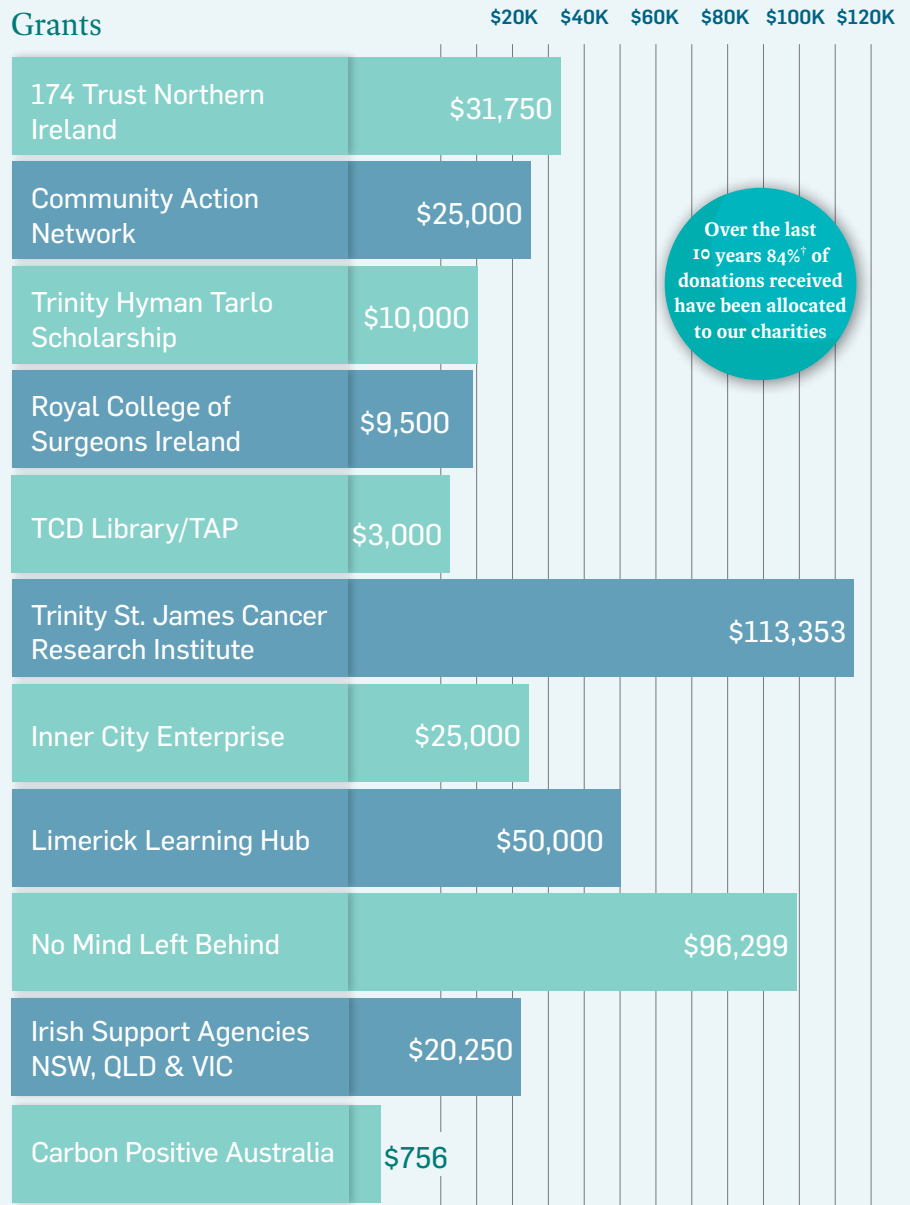 Grants
$20K $40K $60K $80K $100K $120K
174 Trust Northern
Ireland
$31,750
Community Action
Network
$25,000
Over the last
10 years 84%† of
donations received
have been allocated
to our charities
Trinity Hyman Tarlo
Scholarship
$10,000
Royal College of
Surgeons Ireland
$9,500
TCD Library/TAP
$3,000
Trinity St. James Cancer
Research Institute
$113,353
Inner City Enterprise
$25,000
Limerick Learning Hub
$50,000
No Mind Left Behind
$96,299
Irish Support Agencies
NSW, QLD & VIC
$20,250
Carbon Positive Australia
$756